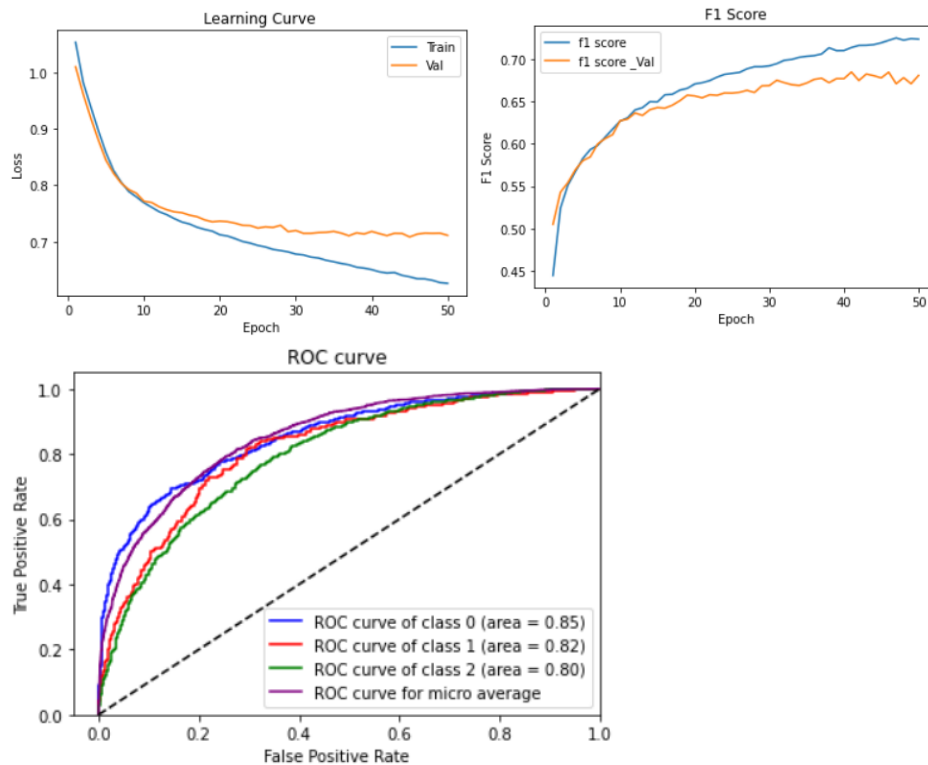 Learning Curve
Train
Val
1.0
0.9
0.8
0.7
Loss
0
10
20
30
40
50
Epoch
F1 Score
f1 score
f1 score _Val
0.70
0.65
0.60
0.55
0.50
0.45
F1 Score
0
10
20
30
40
50
Epoch
ROC curve
1.0
0.8
0.6
0.4
0.2
0.0
True Positive Rate
ROC curve of class 0 (area = 0.85)
ROC curve of class 1 (area = 0.82)
ROC curve of class 2 (area = 0.80)
ROC curve for micro average
0.0
0.2
0.4
0.6
0.8
1.0
False Positive Rate